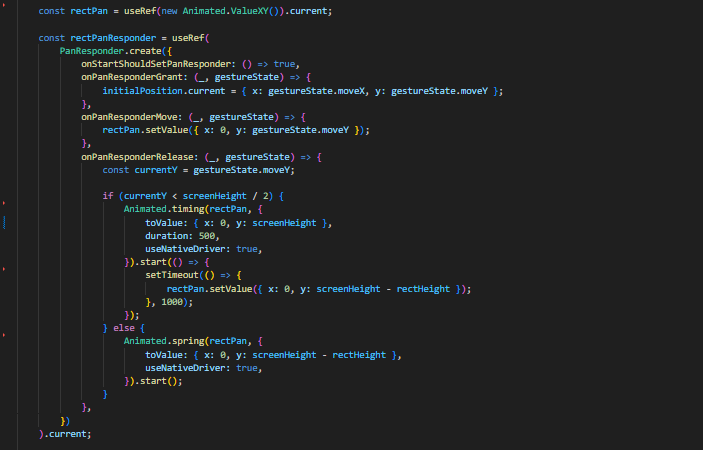 const rectPan = useRef(new Animated.ValueXY()).current;
const rectPanResponder = useRef(
PanResponder.create({
onStartShouldSetPanResponder: () => true,
onPanResponderGrant: (_, gestureState) => {
initialPosition.current = { x: gestureState.moveX, y: gestureState.moveY };
},
onPanResponderMove: (_, gestureState) => {
rectPan.setValue({ x: 0, y: gestureState.moveY });
},
onPanResponderRelease: (_, gestureState) => {
const currentY = gestureState.moveY;
if (currentY < screenHeight / 2) {
Animated.timing(rectPan, {
toValue: { x: 0, y: screenHeight },
duration: 500,
useNativeDriver: true,
}).start(() => {
setTimeout(() => {
rectPan.setValue({ x: 0, y: screenHeight - rectHeight });
}, 1000);
});
} else {
Animated.spring(rectPan, {
toValue: { x: 0, y: screenHeight - rectHeight },
useNativeDriver: true,
}).start();
}
},
})
).current;